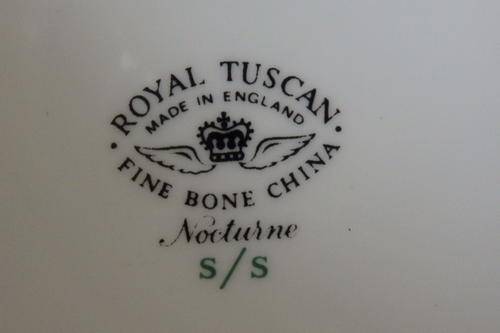 · ROYAL TUSCAN ·
MADE IN ENGLAND
FINE BONE CHINA
Nocturne
S/S